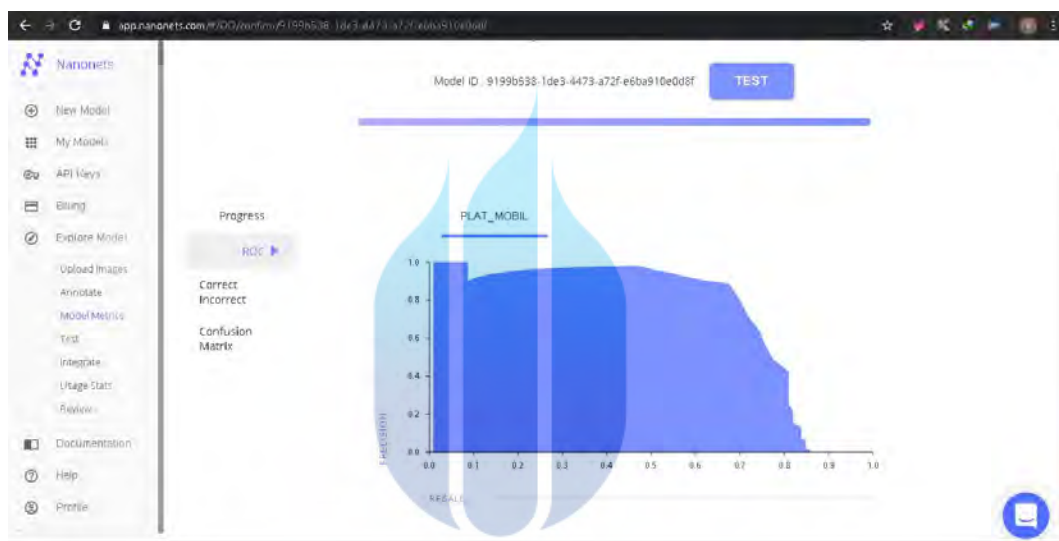 Nanonets
Model ID : 9199b538-1de3-4473-a72f-e6ba910e0d8f
TEST
New Model
My Models
API Keys
Billing
Explore Model
Upload Images
Annotate
Model Metrics
Test
Integrate
Usage Stats
Review
Documentation
Help
Profile
Progress
ROC
Correct
Incorrect
Confusion
Matrix
PLAT_MOBIL
1.0
0.8
0.6
0.4
0.2
0.0
PRECISION
0.0 0.1 0.2 0.3 0.4 0.5 0.6 0.7 0.8 0.9 1.0
RECALL